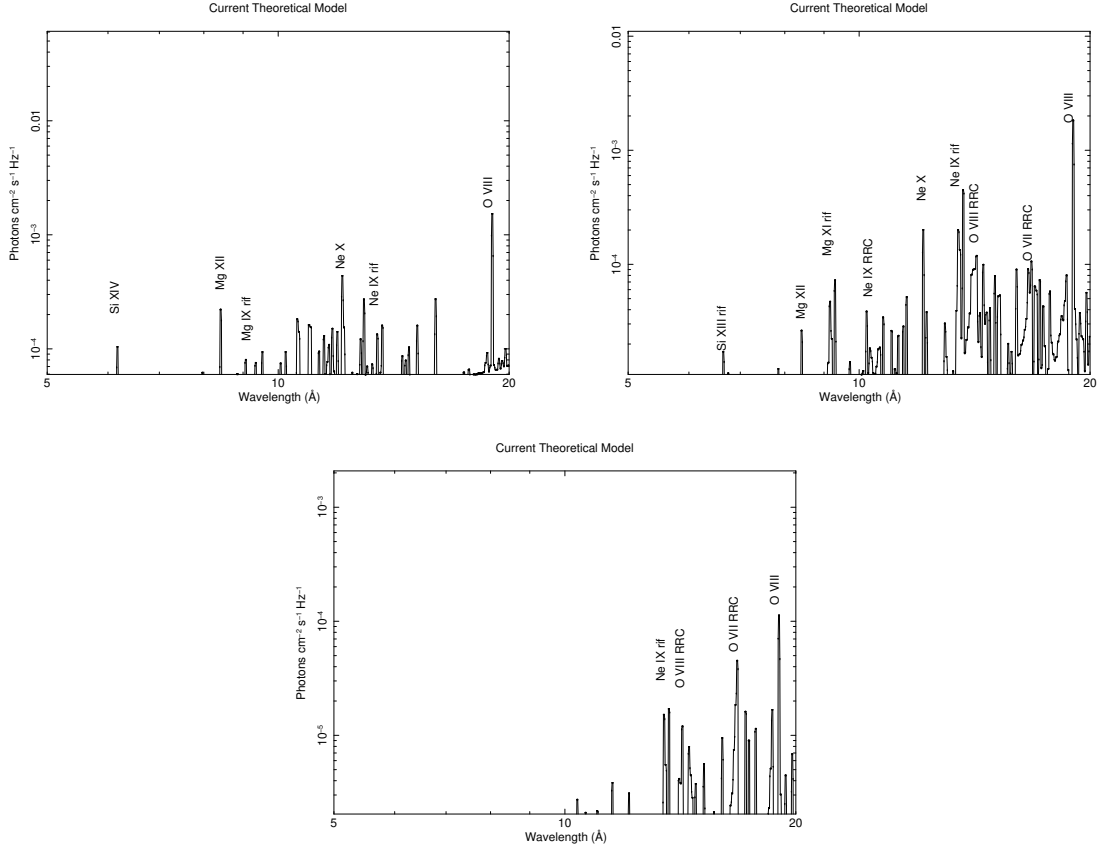 Current Theoretical Model
Photons cm⁻² s⁻¹ Hz⁻¹
0.01
10⁻³
10⁻⁴
Si XIV
Mg XII
Mg IX rif
Ne X
Ne IX rif
O VIII
5
10
20
Wavelength (Å)
Current Theoretical Model
Photons cm⁻² s⁻¹ Hz⁻¹
0.01
10⁻³
10⁻⁴
Si XIII rif
Mg XII
Mg XI rif
Ne IX RRC
Ne X
Ne IX rif
O VIII RRC
O VII RRC
O VIII
5
10
20
Wavelength (Å)
Current Theoretical Model
Photons cm⁻² s⁻¹ Hz⁻¹
10⁻³
10⁻⁴
10⁻⁵
Ne IX rif
O VIII RRC
O VII RRC
O VIII
5
10
20
Wavelength (Å)